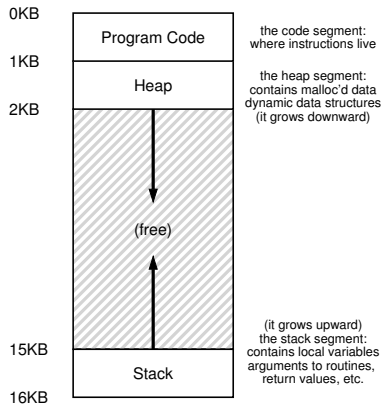 0KB
Program Code
the code segment:
where instructions live
1KB
Heap
the heap segment:
contains malloc'd data
dynamic data structures
(it grows downward)
2KB
(free)
(it grows upward)
the stack segment:
contains local variables
arguments to routines,
return values, etc.
15KB
Stack
16KB